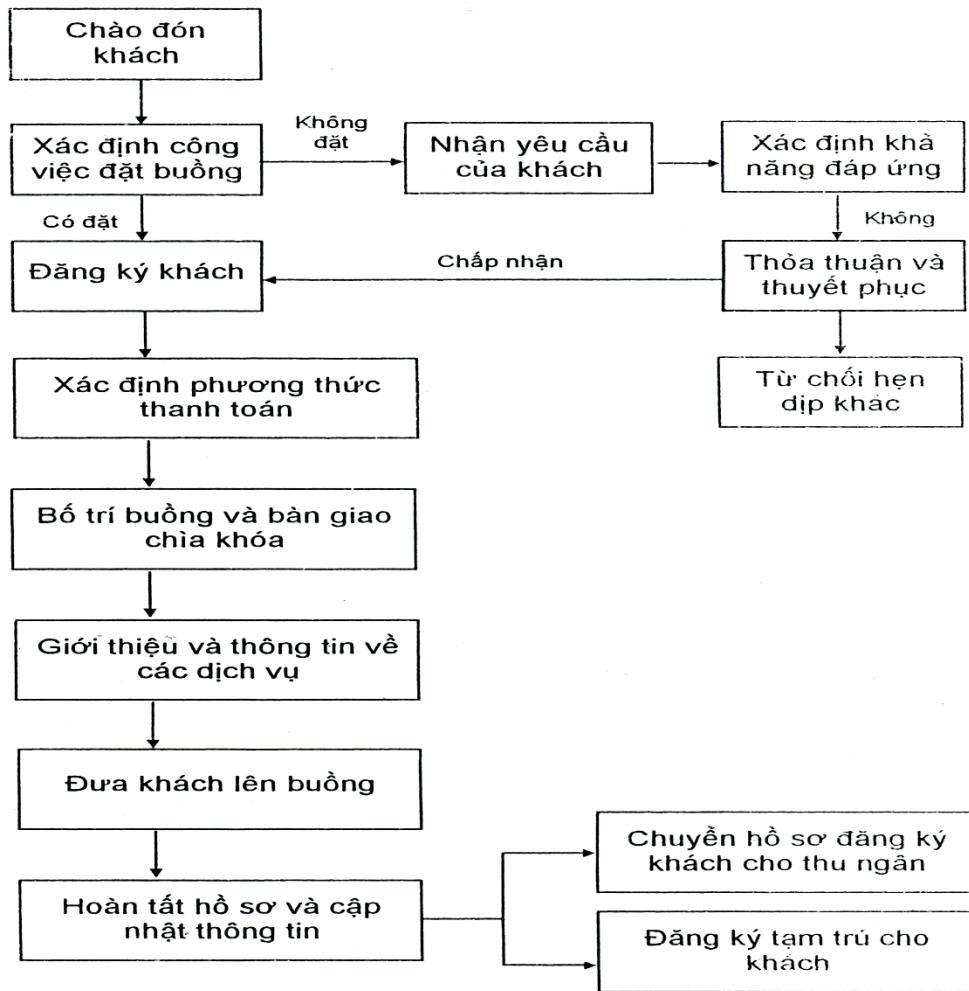 Chào đón
khách
Xác định công
việc đặt buồng
Không
đặt
Nhận yêu cầu
của khách
Xác định khả
năng đáp ứng
Có đặt
Không
Đăng ký khách
Chấp nhận
Thỏa thuận và
thuyết phục
Xác định phương thức
thanh toán
Từ chối hẹn
dịp khác
Bố trí buồng và bàn giao
chìa khóa
Giới thiệu và thông tin về
các dịch vụ
Đưa khách lên buồng
Hoàn tất hồ sơ và cập
nhật thông tin
Chuyển hồ sơ đăng ký
khách cho thu ngân
Đăng ký tạm trú cho
khách